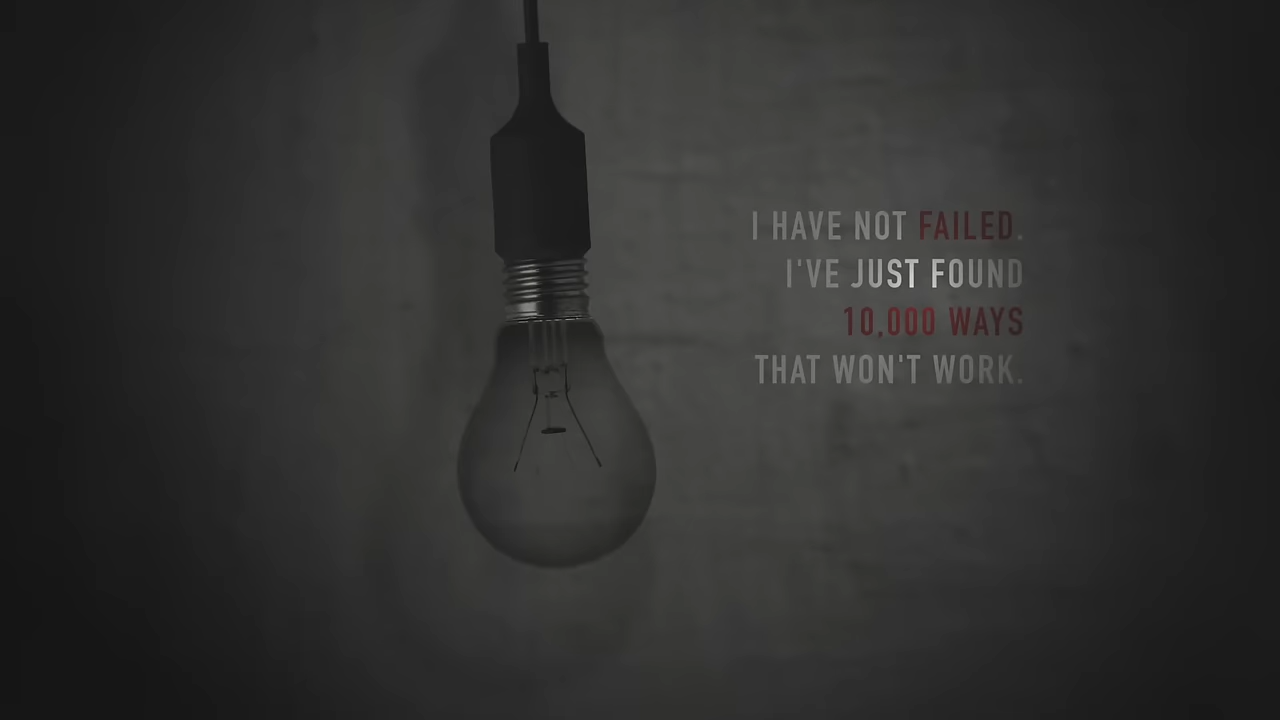 I HAVE NOT FAILED.
I'VE JUST FOUND
10,000 WAYS
THAT WON'T WORK.